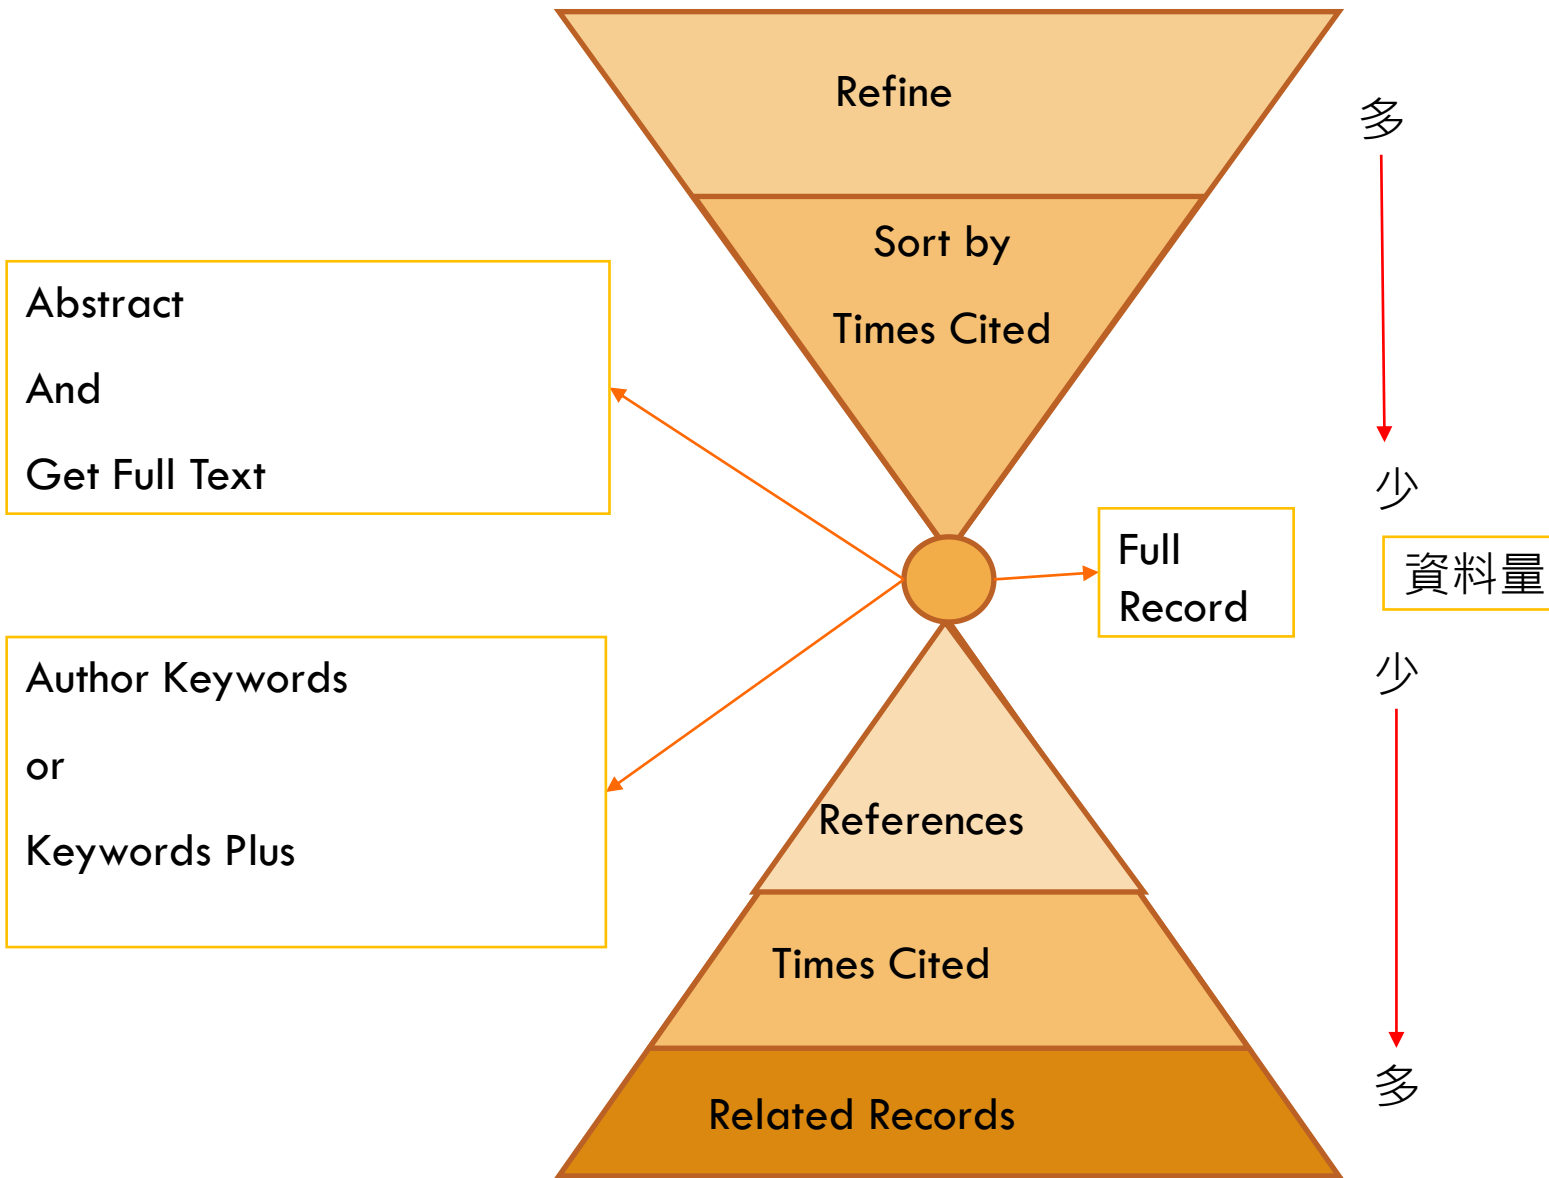 Refine
多
Sort by
Times Cited
Abstract
And
Get Full Text
少
Full
Record
資料量
少
Author Keywords
or
Keywords Plus
References
Times Cited
多
Related Records